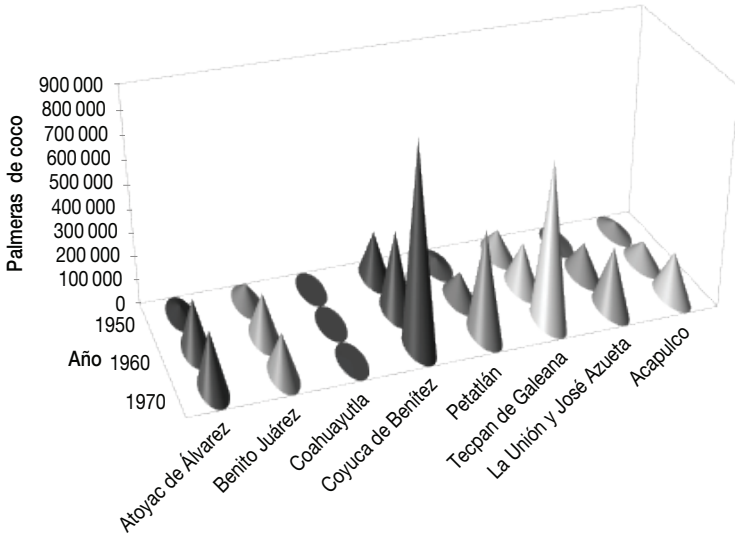 Palmeras de coco
900 000
800 000
700 000
600 000
500 000
400 000
300 000
200 000
100 000
0
Año
1950
1960
1970
Atoyac de Álvarez
Benito Juárez
Coahuayutla
Coyuca de Benitez
Petatlán
Tecpan de Galeana
La Unión y José Azueta
Acapulco